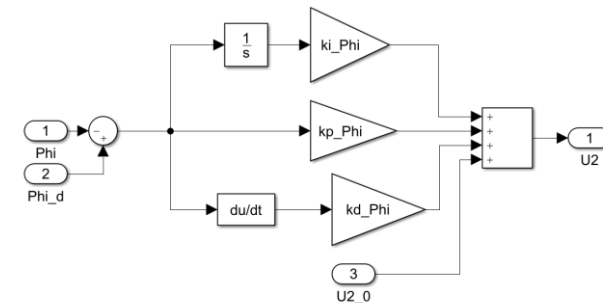 1
s
ki_Phi
1
Phi
−
+
kp_Phi
+
+
+
+
1
U2
2
Phi_d
du/dt
kd_Phi
3
U2_0